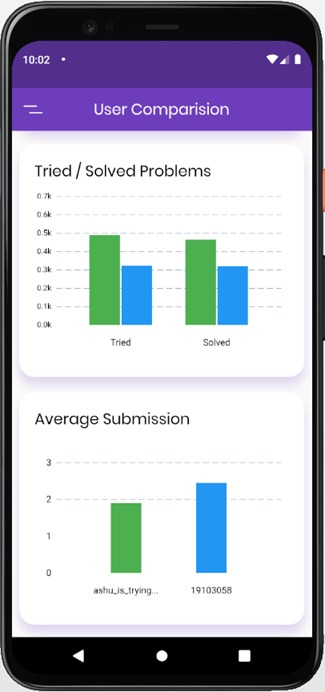 10:02
User Comparision
Tried / Solved Problems
0.7k
0.6k
0.5k
0.4k
0.3k
0.2k
0.1k
0.0k
Tried Solved
Average Submission
3
2
1
0
ashu_is_trying... 19103058